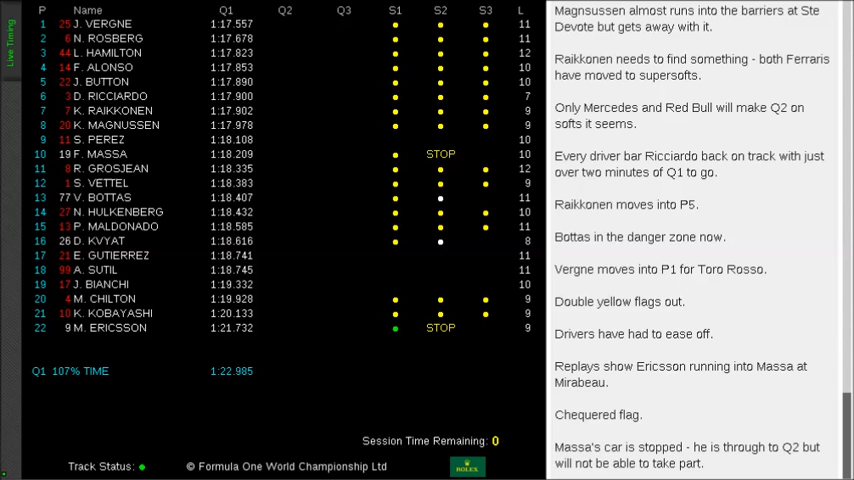 Live Timing
P Name Q1 Q2 Q3 S1 S2 S3 L
1 25 J. VERGNE 1:17.557 11
2 6 N. ROSBERG 1:17.678 11
3 44 L. HAMILTON 1:17.823 12
4 14 F. ALONSO 1:17.853 10
5 22 J. BUTTON 1:17.890 12
6 3 D. RICCIARDO 1:17.900 7
7 7 K. RAIKKONEN 1:17.902 9
8 20 K. MAGNUSSEN 1:17.978 9
9 11 S. PEREZ 1:18.108 10
10 19 F. MASSA 1:18.209 STOP 10
11 8 R. GROSJEAN 1:18.335 12
12 1 S. VETTEL 1:18.383 9
13 77 V. BOTTAS 1:18.407 11
14 27 N. HULKENBERG 1:18.432 10
15 13 P. MALDONADO 1:18.585 11
16 26 D. KVYAT 1:18.616 8
17 21 E. GUTIERREZ 1:18.741 11
18 99 A. SUTIL 1:18.745 11
19 17 J. BIANCHI 1:19.332 10
20 4 M. CHILTON 1:19.928 9
21 10 K. KOBAYASHI 1:20.133 9
22 9 M. ERICSSON 1:21.732 STOP 9
Q1 107% TIME 1:22.985
Session Time Remaining: 0
Track Status: © Formula One World Championship Ltd ROLEX
Magnussen almost runs into the barriers at Ste
Devote but gets away with it.
Raikkonen needs to find something - both Ferraris
have moved to supersofts.
Only Mercedes and Red Bull will make Q2 on
softs it seems.
Every driver bar Ricciardo back on track with just
over two minutes of Q1 to go.
Raikkonen moves into P5.
Bottas in the danger zone now.
Vergne moves into P1 for Toro Rosso.
Double yellow flags out.
Drivers have had to ease off.
Replays show Ericsson running into Massa at
Mirabeau.
Chequered flag.
Massa's car is stopped - he is through to Q2 but
will not be able to take part.